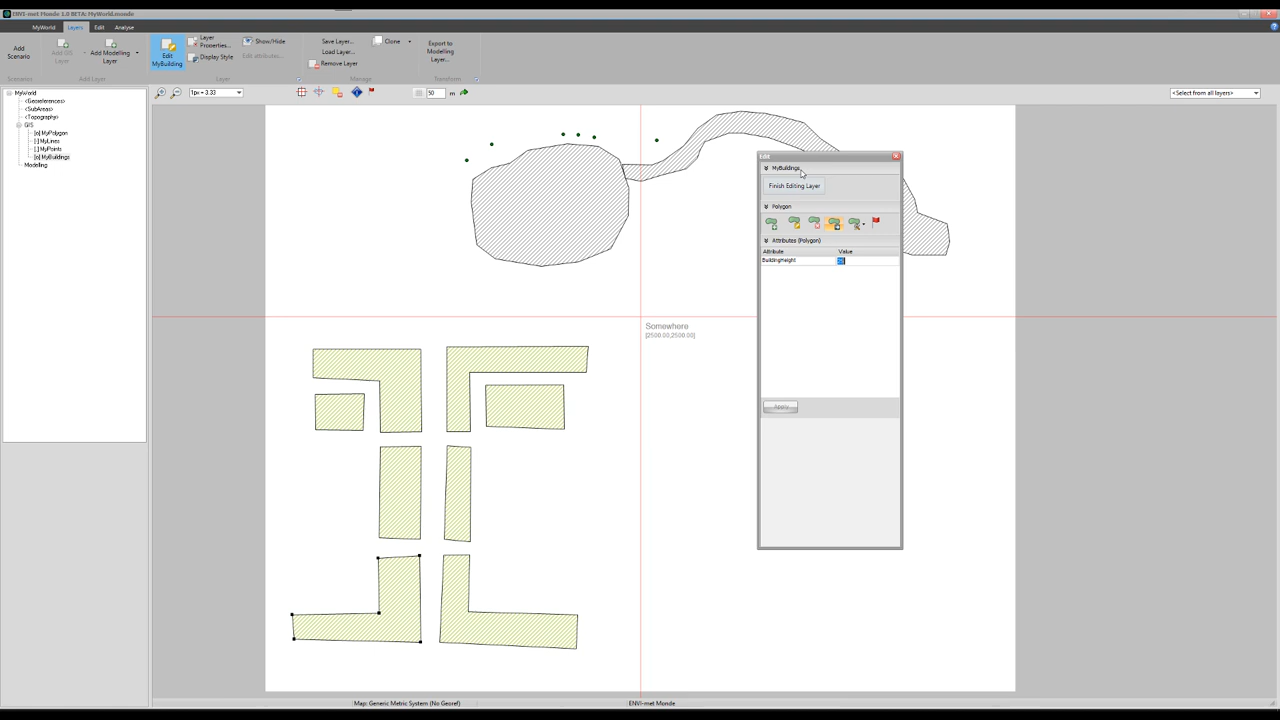 ENVI-met Monde 1.0 BETA: MyWorld.monde
MyWorld Layers Edit Analyse
Add Scenario
Add GIS Layer
Add Modelling Layer
Edit MyBuilding
Layer Properties...
Display Style
Show/Hide
Edit attributes...
Save Layer...
Load Layer...
Remove Layer
Clone
Export to Modelling Layer...
Scenarios
Add Layer
Layer
Manage
Transform
1px = 3.33
50 m
<Select from all layers>
MyWorld
<Georeferences>
<SubAreas>
<Topography>
GIS
[o] MyPolygon
[-] MyLines
[·] MyPoints
[o] MyBuildings
Modelling
Edit
MyBuildings
Finish Editing Layer
Polygon
Attributes (Polygon)
Attribute Value
BuildingHeight
Apply
Somewhere
[2500.00,2500.00]
Map: Generic Metric System (No Georef)
ENVI-met Monde